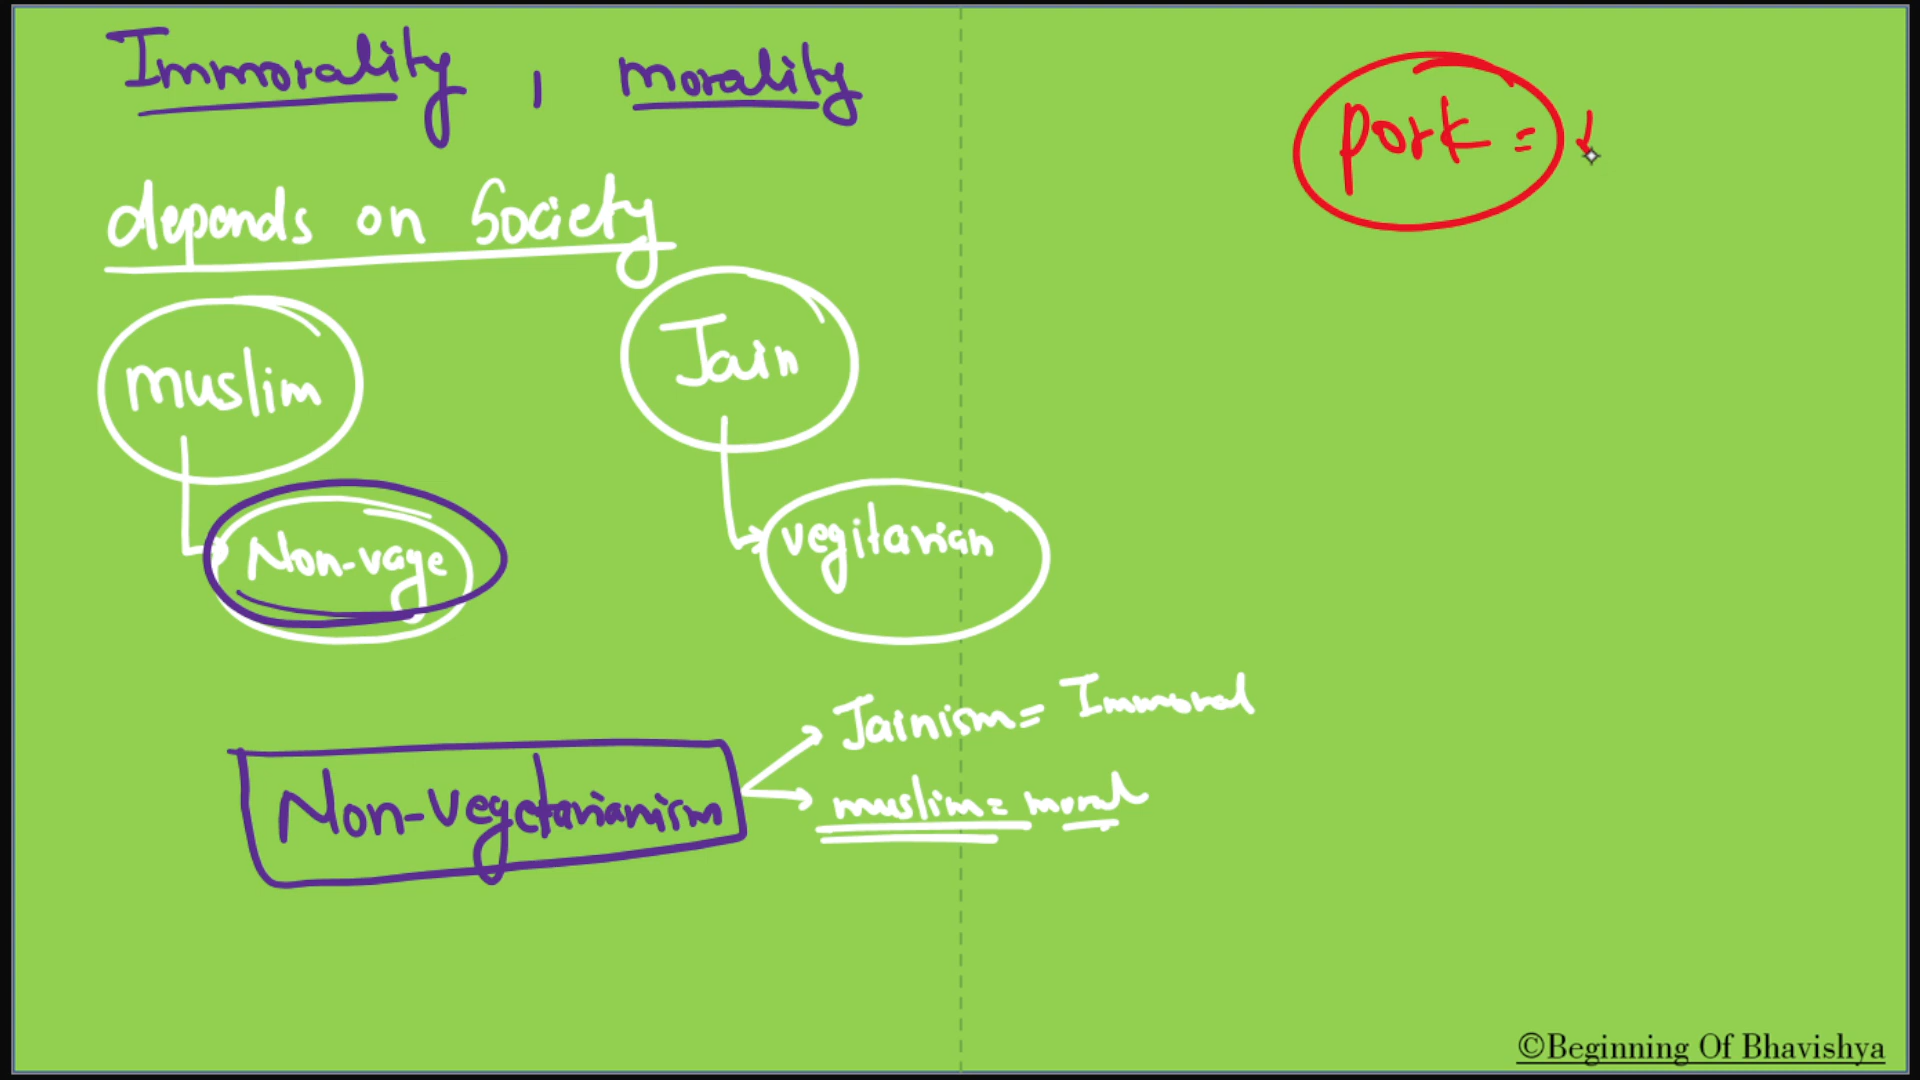 Immorality , morality
pork =
depends on Society
muslim
Jain
Non-vage
vegitarian
Non-vegetarianism
Jainism = Immoral
muslim = moral
©Beginning Of Bhavishya